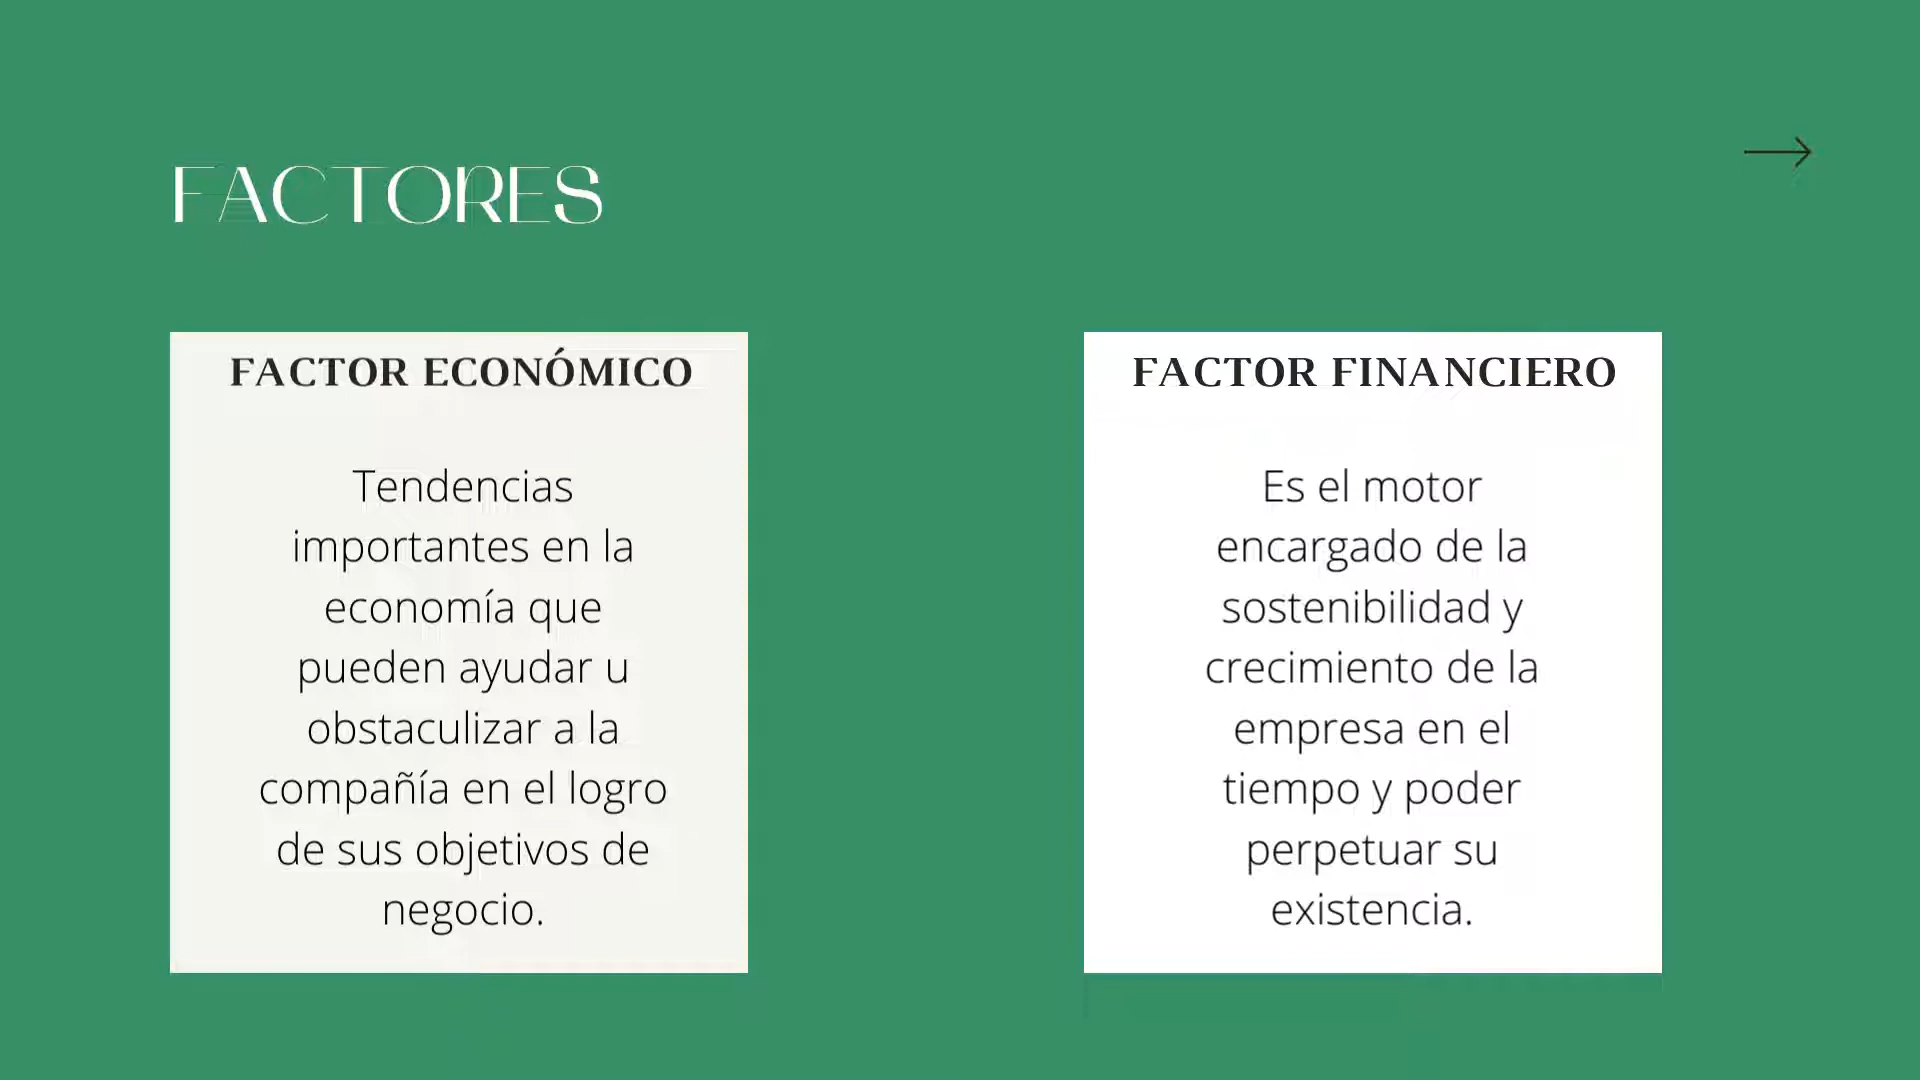 FACTORES
FACTOR ECONÓMICO
Tendencias
importantes en la
economía que
pueden ayudar u
obstaculizar a la
compañía en el logro
de sus objetivos de
negocio.
FACTOR FINANCIERO
Es el motor
encargado de la
sostenibilidad y
crecimiento de la
empresa en el
tiempo y poder
perpetuar su
existencia.